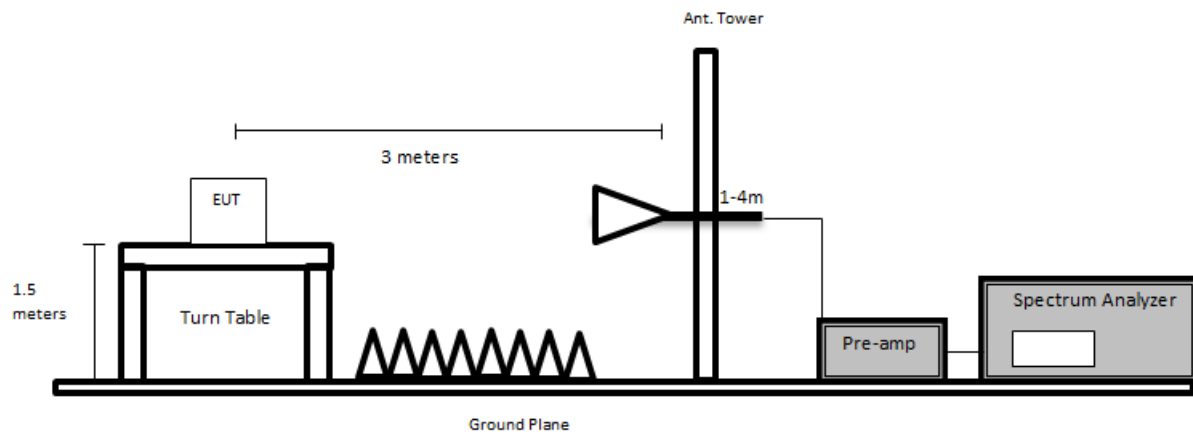 Ant. Tower
3 meters
EUT
1-4m
1.5
meters
Turn Table
Spectrum Analyzer
Pre-amp
Ground Plane